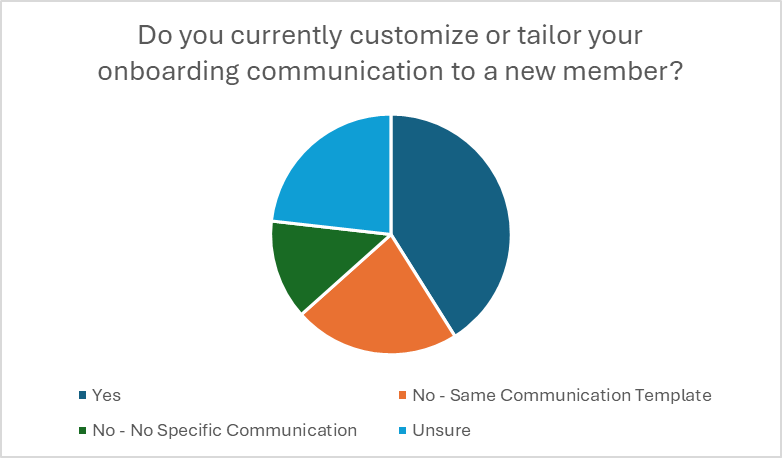 Do you currently customize or tailor your
onboarding communication to a new member?
Yes
No - Same Communication Template
No - No Specific Communication
Unsure